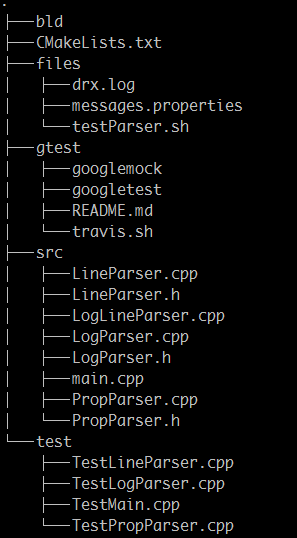 .
├──bld
├──CMakeLists.txt
├──files
│   ├──drx.log
│   ├──messages.properties
│   └──testParser.sh
├──gtest
│   ├──googlemock
│   ├──googletest
│   ├──README.md
│   └──travis.sh
├──src
│   ├──LineParser.cpp
│   ├──LineParser.h
│   ├──LogLineParser.cpp
│   ├──LogParser.cpp
│   ├──LogParser.h
│   ├──main.cpp
│   ├──PropParser.cpp
│   └──PropParser.h
└──test
    ├──TestLineParser.cpp
    ├──TestLogParser.cpp
    ├──TestMain.cpp
    └──TestPropParser.cpp